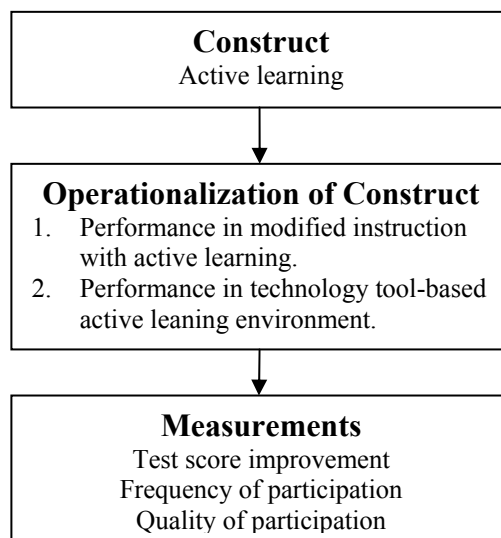 Construct
Active learning
Operationalization of Construct
1. Performance in modified instruction
with active learning.
2. Performance in technology tool-based
active leaning environment.
Measurements
Test score improvement
Frequency of participation
Quality of participation